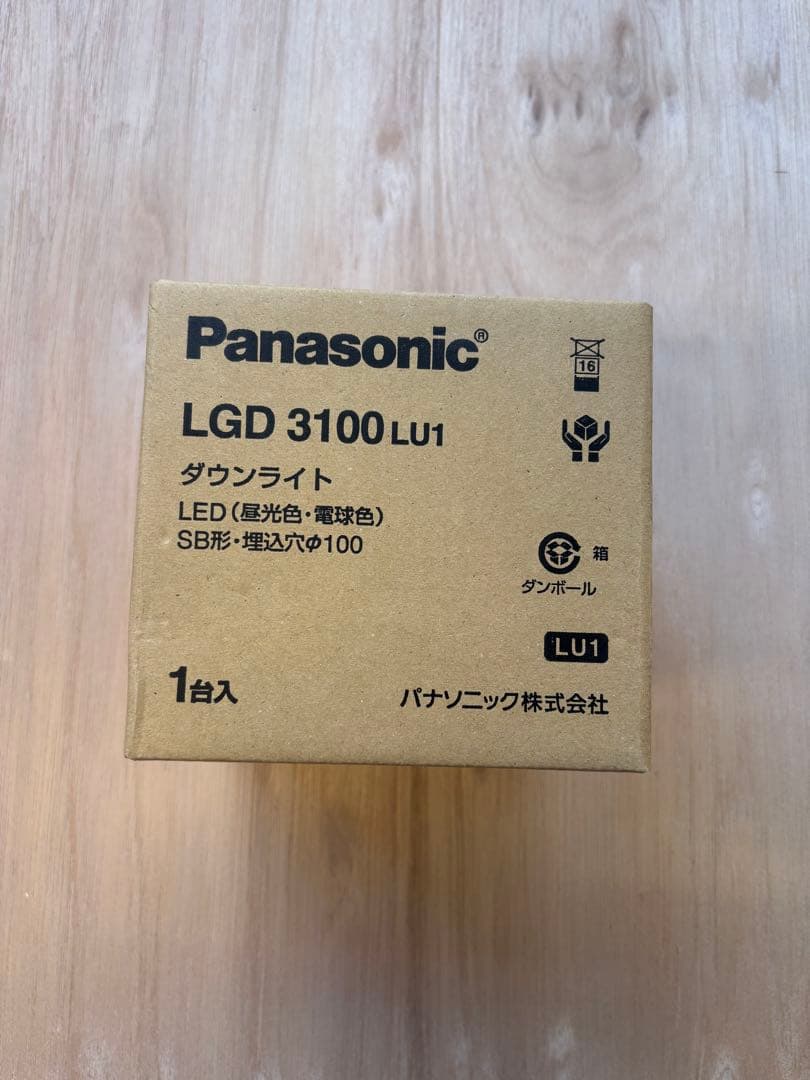 Panasonic®
16
LGD 3100 LU1
ダウンライト
LED(昼光色・電球色)
SB形・埋込穴φ100
箱
ダンボール
LU1
1台入
パナソニック株式会社